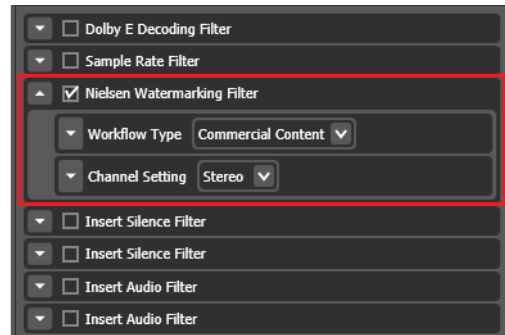 Dolby E Decoding Filter
Sample Rate Filter
Nielsen Watermarking Filter
Workflow Type Commercial Content
Channel Setting Stereo
Insert Silence Filter
Insert Silence Filter
Insert Audio Filter
Insert Audio Filter